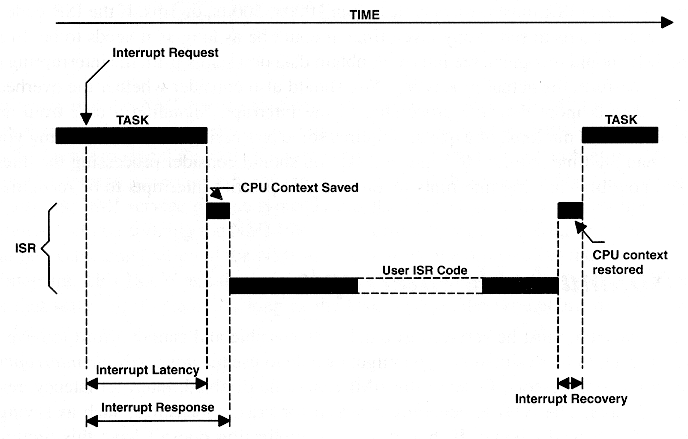 TIME
Interrupt Request
TASK
TASK
CPU Context Saved
ISR
CPU context
restored
User ISR Code
Interrupt Latency
Interrupt Recovery
Interrupt Response